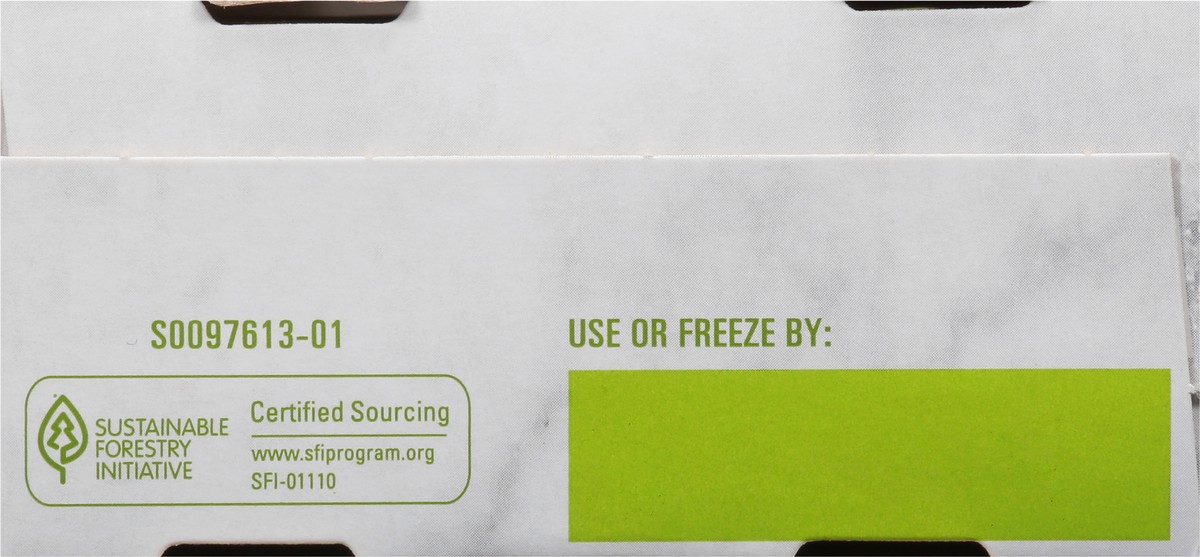 S0097613-01
USE OR FREEZE BY:
SUSTAINABLE
FORESTRY
INITIATIVE
Certified Sourcing
www.sfiprogram.org
SFI-01110